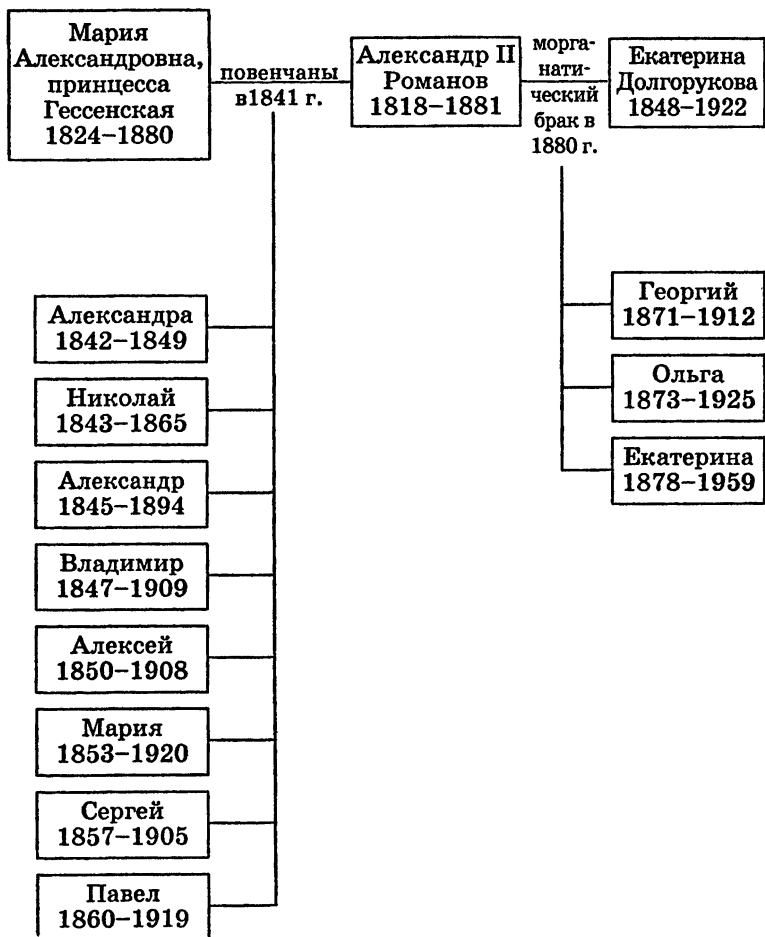 Мария
Александровна,
принцесса
Гессенская
1824–1880
повенчаны
в1841 г.
Александр II
Романов
1818–1881
морга-
нати-
ческий
брак в
1880 г.
Екатерина
Долгорукова
1848–1922
Александра
1842–1849
Николай
1843–1865
Александр
1845–1894
Владимир
1847–1909
Алексей
1850–1908
Мария
1853–1920
Сергей
1857–1905
Павел
1860–1919
Георгий
1871–1912
Ольга
1873–1925
Екатерина
1878–1959